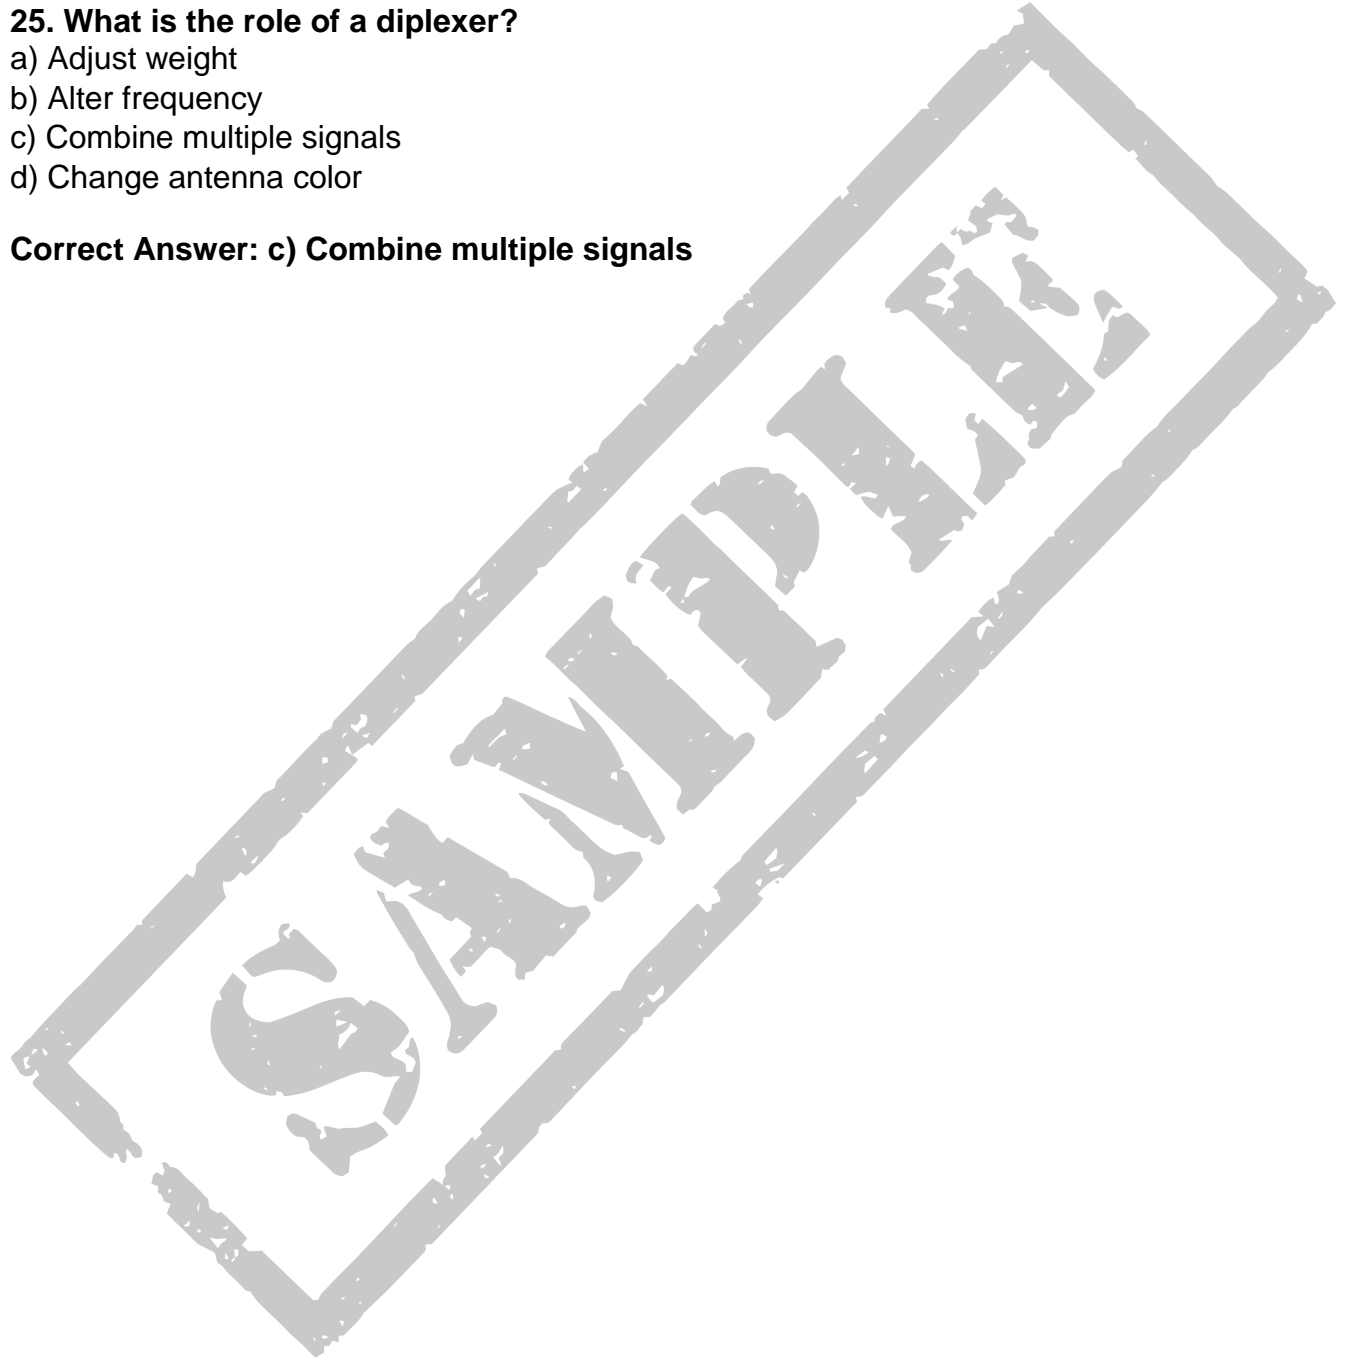 25. What is the role of a diplexer?
a) Adjust weight
b) Alter frequency
c) Combine multiple signals
d) Change antenna color
Correct Answer: c) Combine multiple signals
SAMPLE